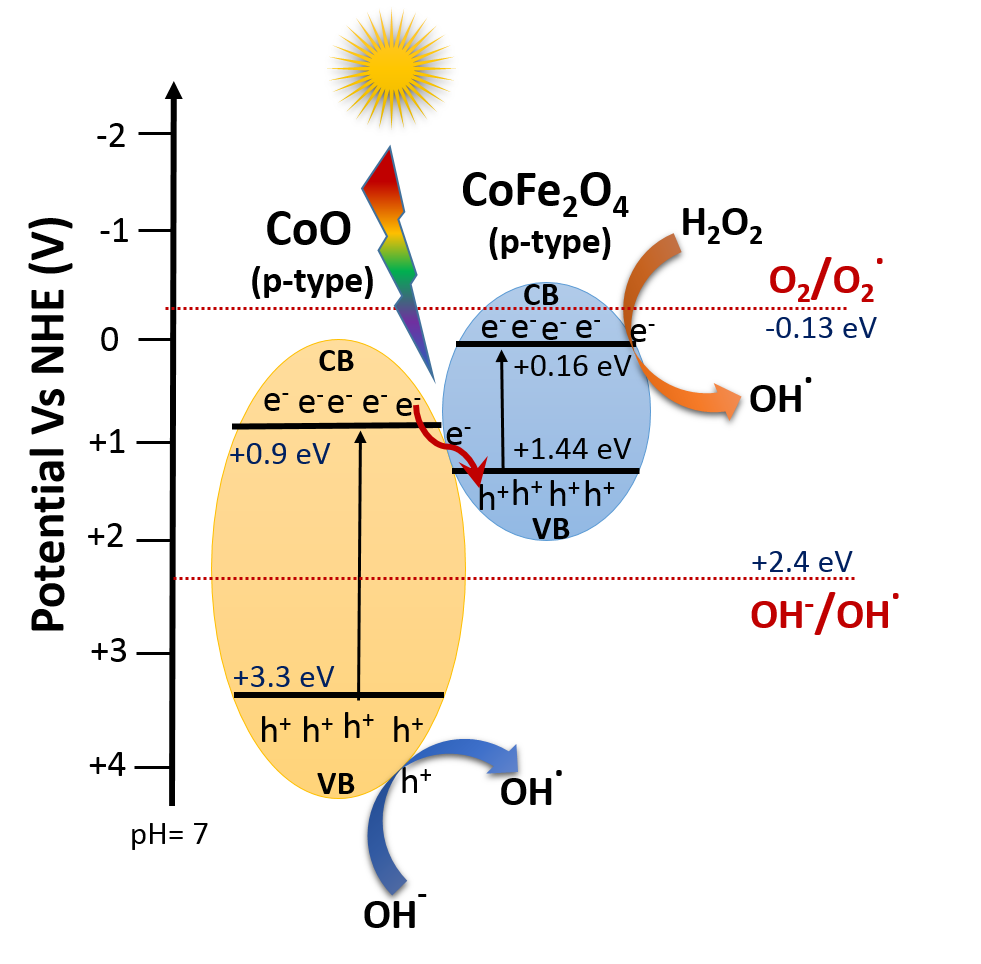 Potential Vs NHE (V)
-2
-1
0
+1
+2
+3
+4
pH= 7
CoO
(p-type)
CB
e⁻ e⁻ e⁻ e⁻ e⁻
+0.9 eV
+3.3 eV
h⁺ h⁺ h⁺ h⁺
VB
h⁺
OH˙
OH⁻
CoFe₂O₄
(p-type)
CB
e⁻ e⁻ e⁻ e⁻
e⁻
+0.16 eV
e⁻
+1.44 eV
h⁺ h⁺ h⁺ h⁺
VB
H₂O₂
OH˙
O₂/O₂˙
-0.13 eV
+2.4 eV
OH⁻/OH˙